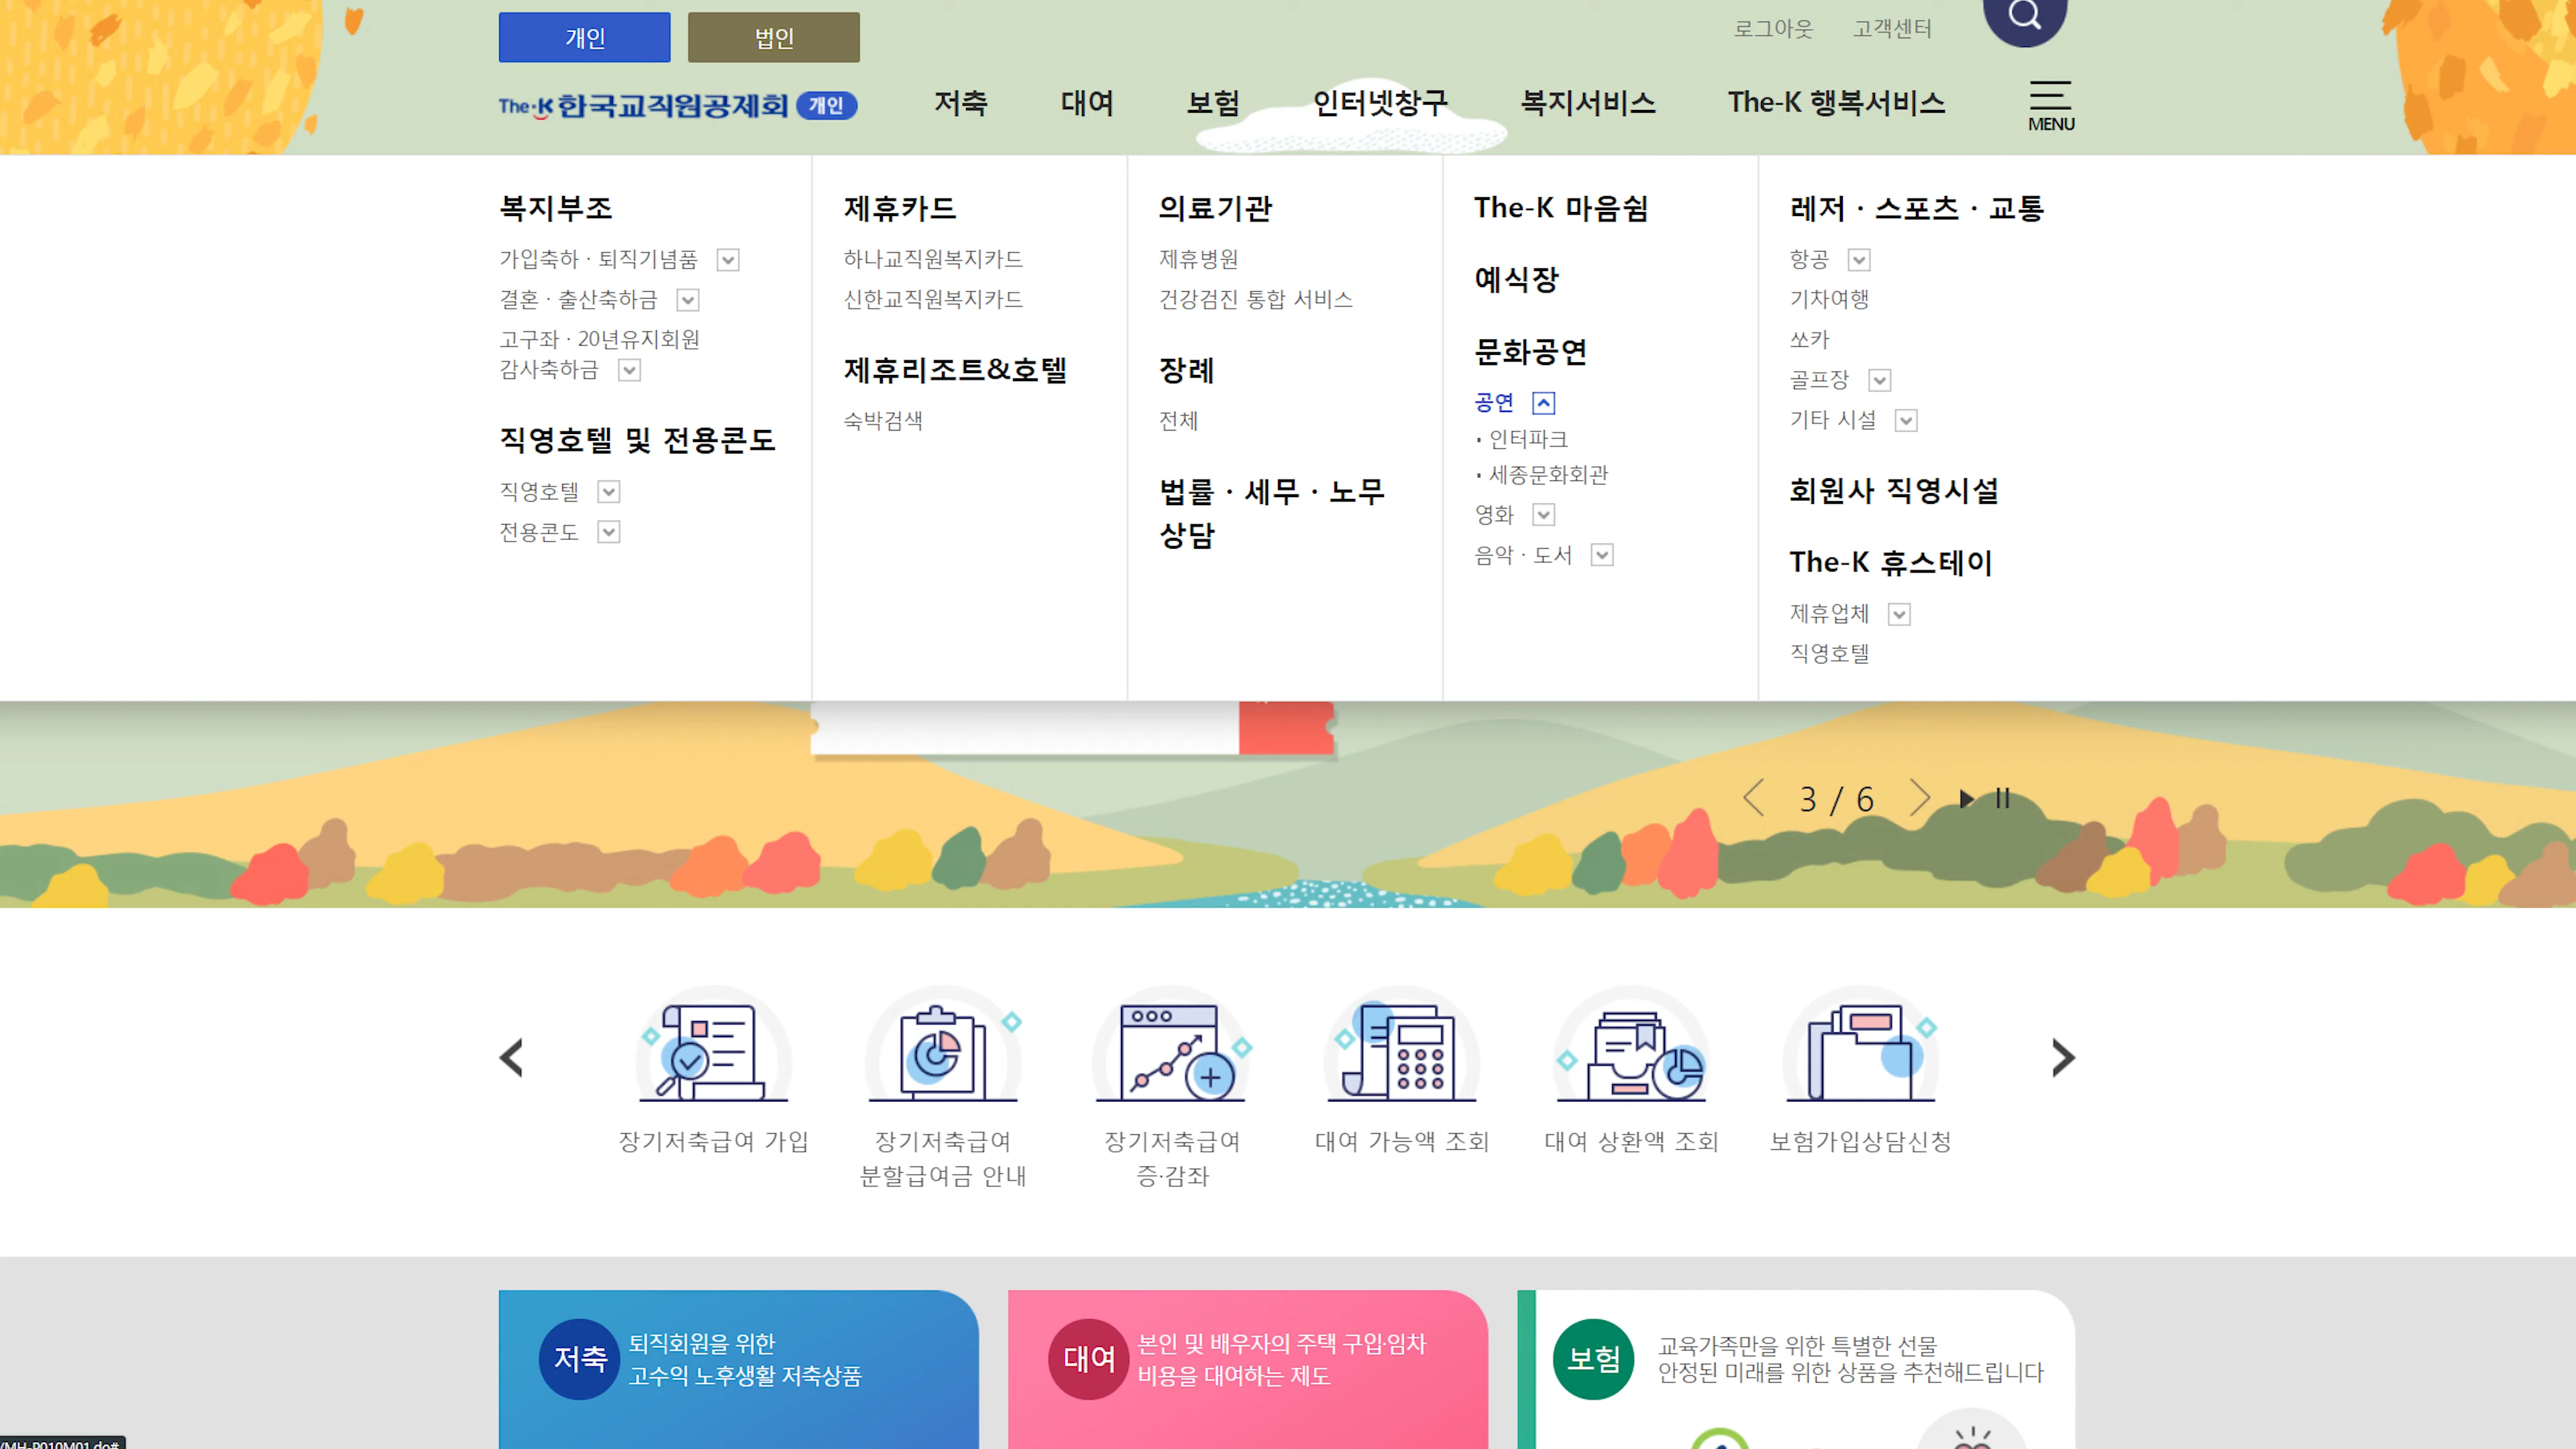 개인
법인
로그아웃
고객센터
The-K 한국교직원공제회 개인
저축
대여
보험
인터넷창구
복지서비스
The-K 행복서비스
MENU
복지부조
가입축하 · 퇴직기념품
결혼 · 출산축하금
고구좌 · 20년유지회원
감사축하금
직영호텔 및 전용콘도
직영호텔
전용콘도
제휴카드
하나교직원복지카드
신한교직원복지카드
제휴리조트&호텔
숙박검색
의료기관
제휴병원
건강검진 통합 서비스
장례
전체
법률 · 세무 · 노무
상담
The-K 마음쉼
예식장
문화공연
공연
· 인터파크
· 세종문화회관
영화
음악 · 도서
레저 · 스포츠 · 교통
항공
기차여행
쏘카
골프장
기타 시설
회원사 직영시설
The-K 휴스테이
제휴업체
직영호텔
3 / 6
장기저축급여 가입
장기저축급여
분할급여금 안내
장기저축급여
증·감좌
대여 가능액 조회
대여 상환액 조회
보험가입상담신청
저축
퇴직회원을 위한
고수익 노후생활 저축상품
대여
본인 및 배우자의 주택 구입·임차
비용을 대여하는 제도
보험
교육가족만을 위한 특별한 선물
안정된 미래를 위한 상품을 추천해드립니다
/MH-P010M01.do#